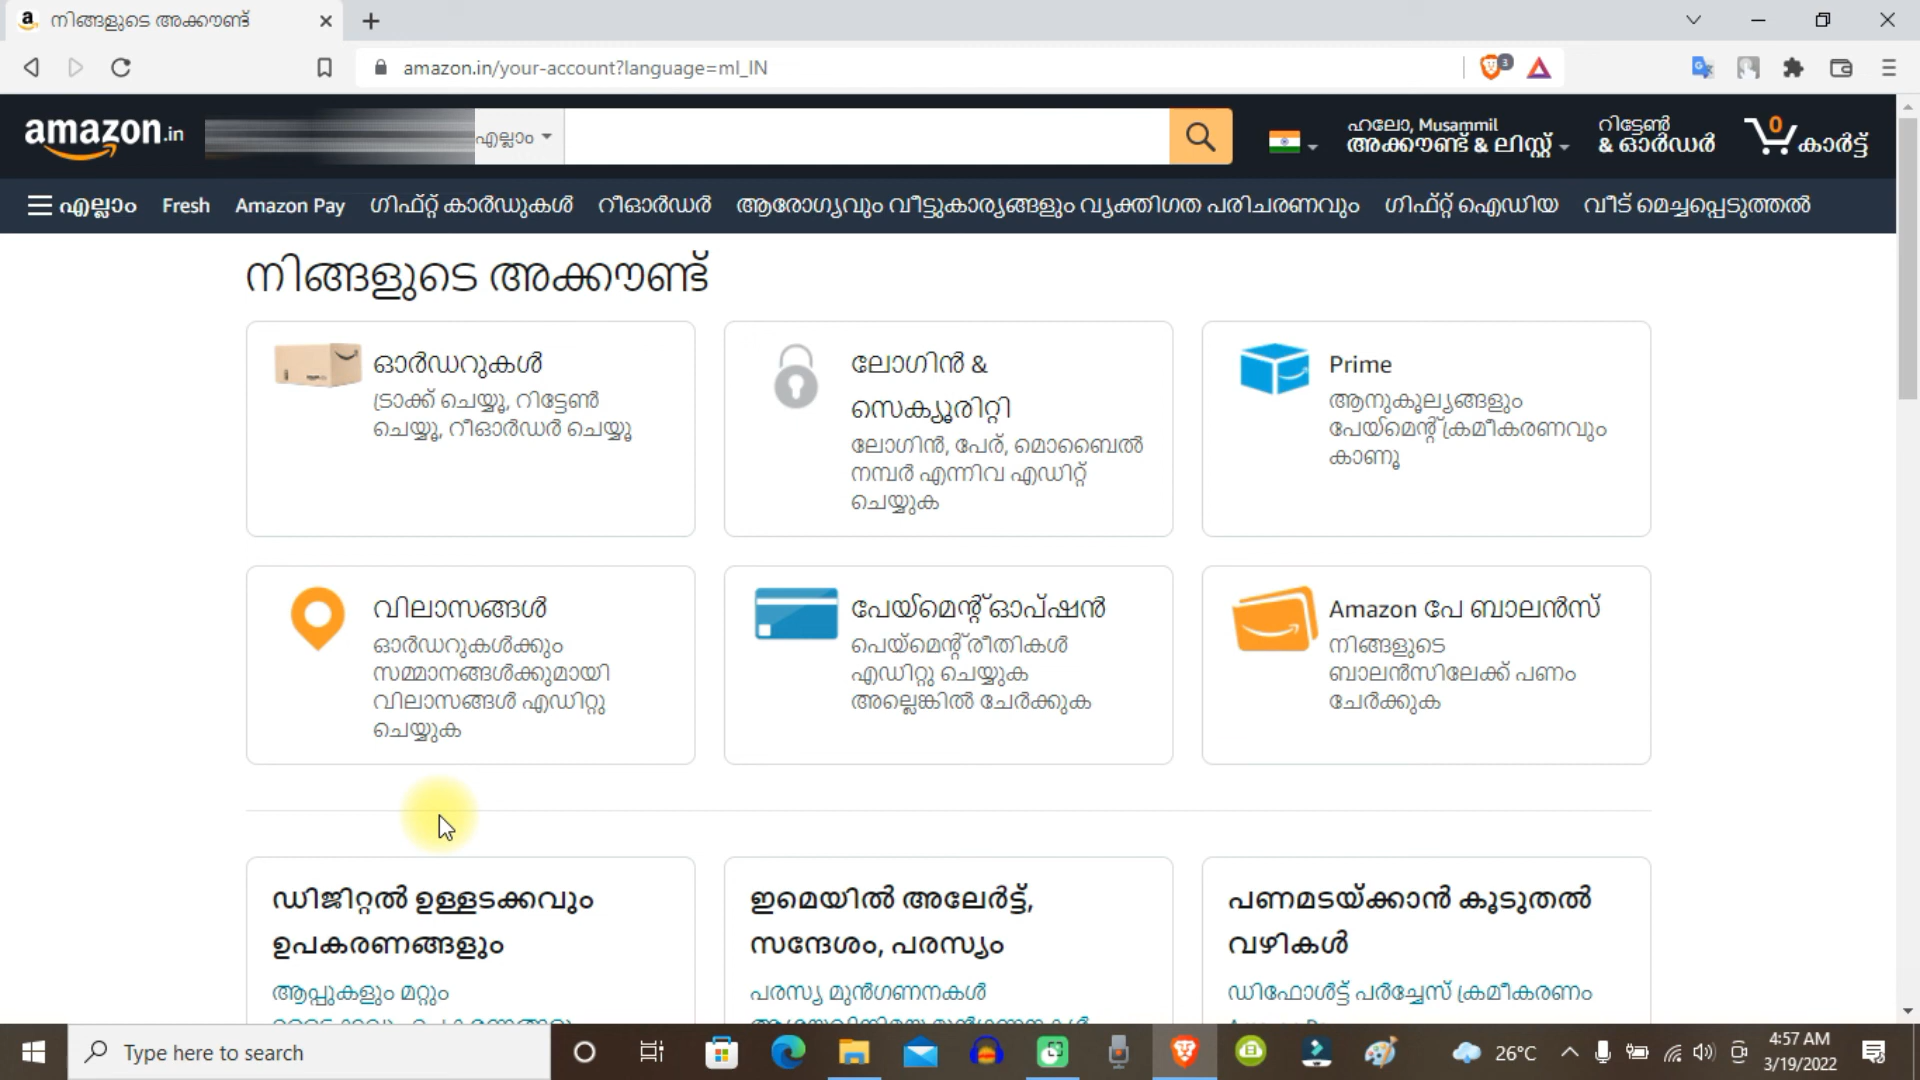 നിങ്ങളുടെ അക്കൗണ്ട്
amazon.in/your-account?language=ml_IN
3
amazon.in
എല്ലാം
ഹലോ, Musammil
അക്കൗണ്ട് & ലിസ്റ്റ്
റിട്ടേൺ
& ഓർഡർ
0
കാർട്ട്
എല്ലാം Fresh Amazon Pay ഗിഫ്റ്റ് കാർഡുകൾ റീഓർഡർ ആരോഗ്യവും വീട്ടുകാര്യങ്ങളും വ്യക്തിഗത പരിചരണവും ഗിഫ്റ്റ് ഐഡിയ വീട് മെച്ചപ്പെടുത്തൽ
നിങ്ങളുടെ അക്കൗണ്ട്
ഓർഡറുകൾ
ട്രാക്ക് ചെയ്യൂ, റിട്ടേൺ
ചെയ്യൂ, റീഓർഡർ ചെയ്യൂ
ലോഗിൻ &
സെക്യൂരിറ്റി
ലോഗിൻ, പേര്, മൊബൈൽ
നമ്പർ എന്നിവ എഡിറ്റ്
ചെയ്യുക
Prime
ആനുകൂല്യങ്ങളും
പേയ്‌മെന്റ് ക്രമീകരണവും
കാണൂ
വിലാസങ്ങൾ
ഓർഡറുകൾക്കും
സമ്മാനങ്ങൾക്കുമായി
വിലാസങ്ങൾ എഡിറ്റു
ചെയ്യുക
പേയ്‌മെന്റ് ഓപ്ഷൻ
പെയ്‌മെന്റ് രീതികൾ
എഡിറ്റു ചെയ്യുക
അല്ലെങ്കിൽ ചേർക്കുക
Amazon പേ ബാലൻസ്
നിങ്ങളുടെ
ബാലൻസിലേക്ക് പണം
ചേർക്കുക
ഡിജിറ്റൽ ഉള്ളടക്കവും
ഉപകരണങ്ങളും
ആപ്പുകളും മറ്റും
ഇമെയിൽ അലേർട്ട്,
സന്ദേശം, പരസ്യം
പരസ്യ മുൻഗണനകൾ
പണമടയ്ക്കാൻ കൂടുതൽ
വഴികൾ
ഡിഫോൾട്ട് പർച്ചേസ് ക്രമീകരണം
Type here to search
26°C
4:57 AM
3/19/2022